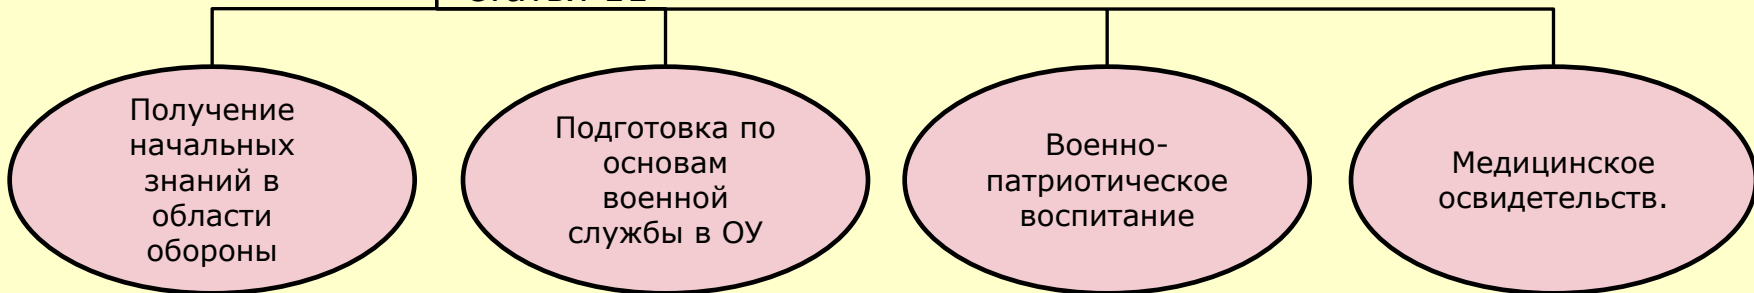 Получение
начальных
знаний в
области
обороны
Подготовка по
основам
военной
службы в ОУ
Военно-
патриотическое
воспитание
Медицинское
освидетельств.